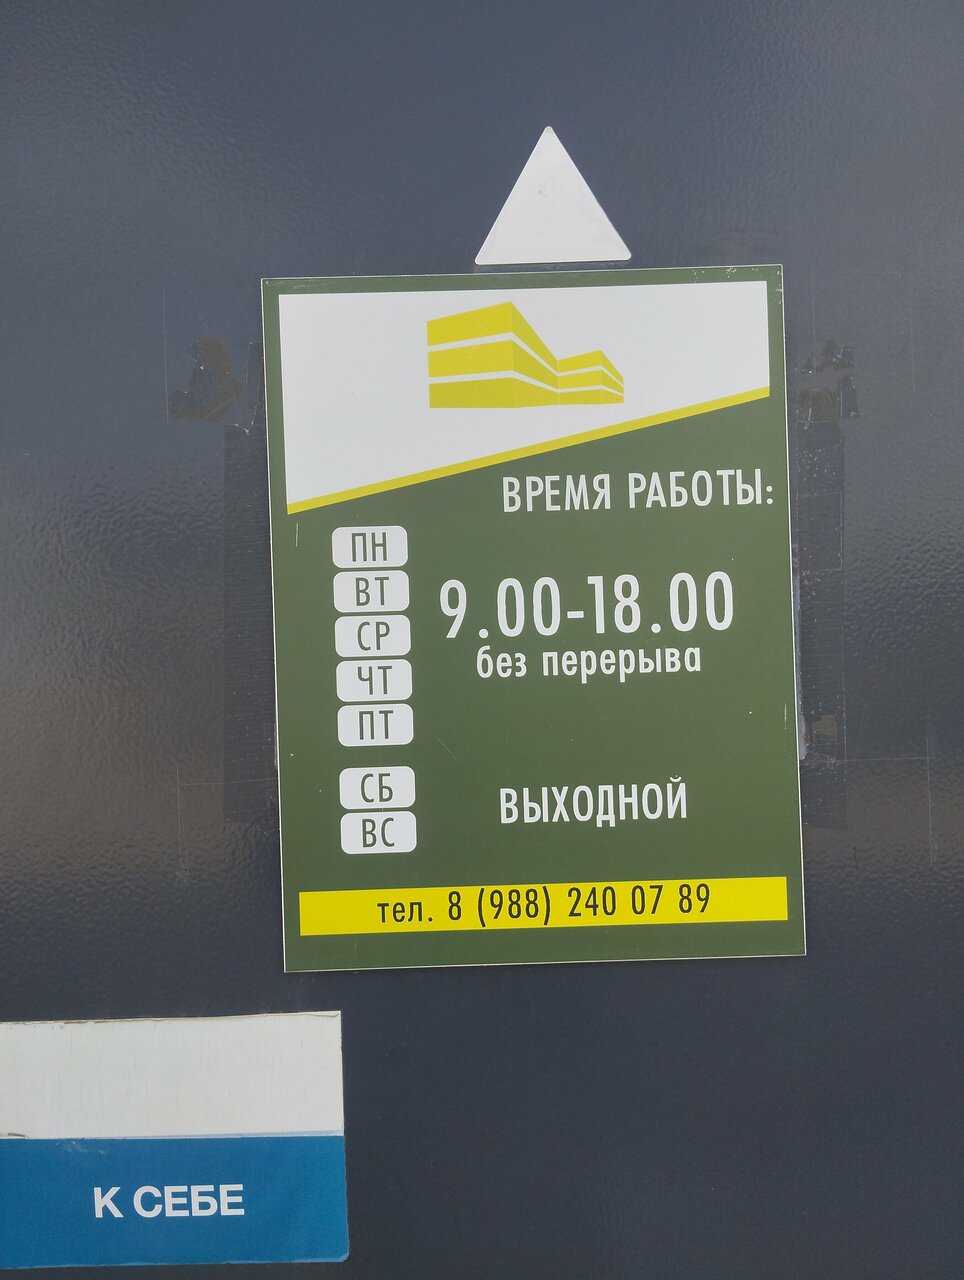 ВРЕМЯ РАБОТЫ:
ПН
ВТ
СР
ЧТ
ПТ
9.00-18.00
без перерыва
СБ
ВС
ВЫХОДНОЙ
тел. 8 (988) 240 07 89
К СЕБЕ